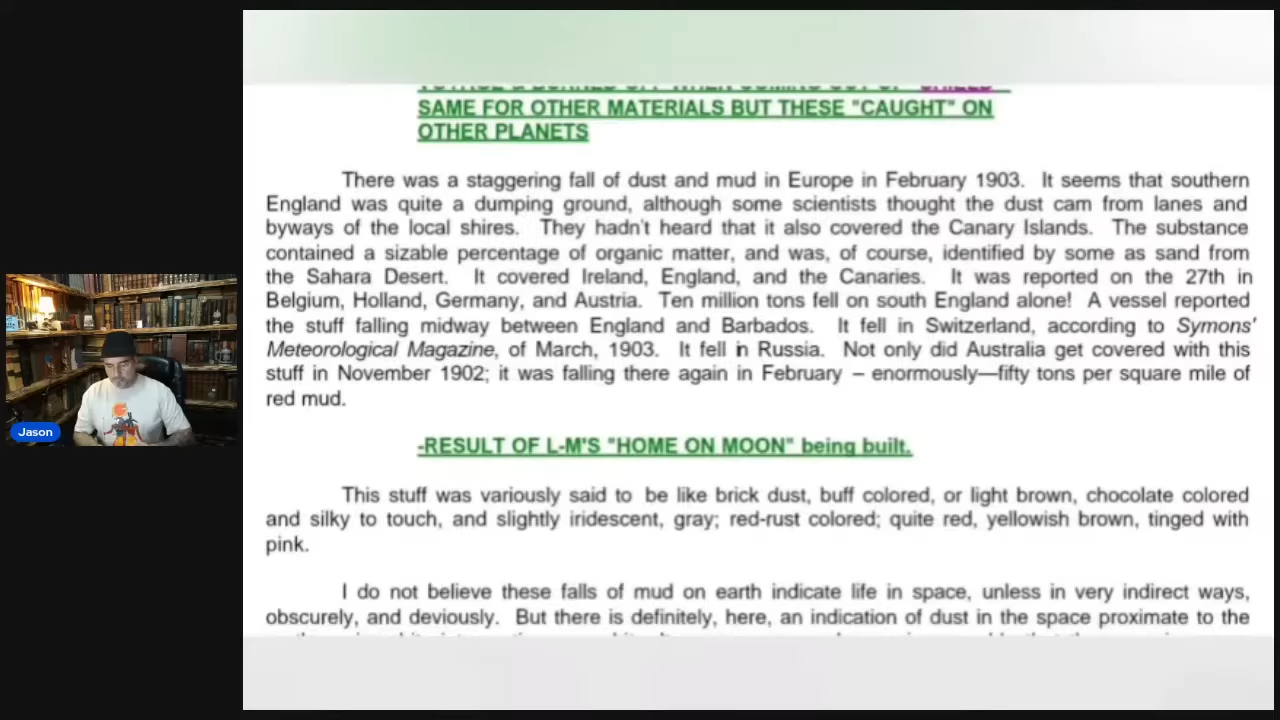 SAME FOR OTHER MATERIALS BUT THESE "CAUGHT" ON
OTHER PLANETS
There was a staggering fall of dust and mud in Europe in February 1903. It seems that southern
England was quite a dumping ground, although some scientists thought the dust cam from lanes and
byways of the local shires. They hadn't heard that it also covered the Canary Islands. The substance
contained a sizable percentage of organic matter, and was, of course, identified by some as sand from
the Sahara Desert. It covered Ireland, England, and the Canaries. It was reported on the 27th in
Belgium, Holland, Germany, and Austria. Ten million tons fell on south England alone! A vessel reported
the stuff falling midway between England and Barbados. It fell in Switzerland, according to Symons'
Meteorological Magazine, of March, 1903. It fell in Russia. Not only did Australia get covered with this
stuff in November 1902; it was falling there again in February – enormously—fifty tons per square mile of
red mud.
-RESULT OF L-M'S "HOME ON MOON" being built.
This stuff was variously said to be like brick dust, buff colored, or light brown, chocolate colored
and silky to touch, and slightly iridescent, gray; red-rust colored; quite red, yellowish brown, tinged with
pink.
I do not believe these falls of mud on earth indicate life in space, unless in very indirect ways,
obscurely, and deviously. But there is definitely, here, an indication of dust in the space proximate to the
Jason